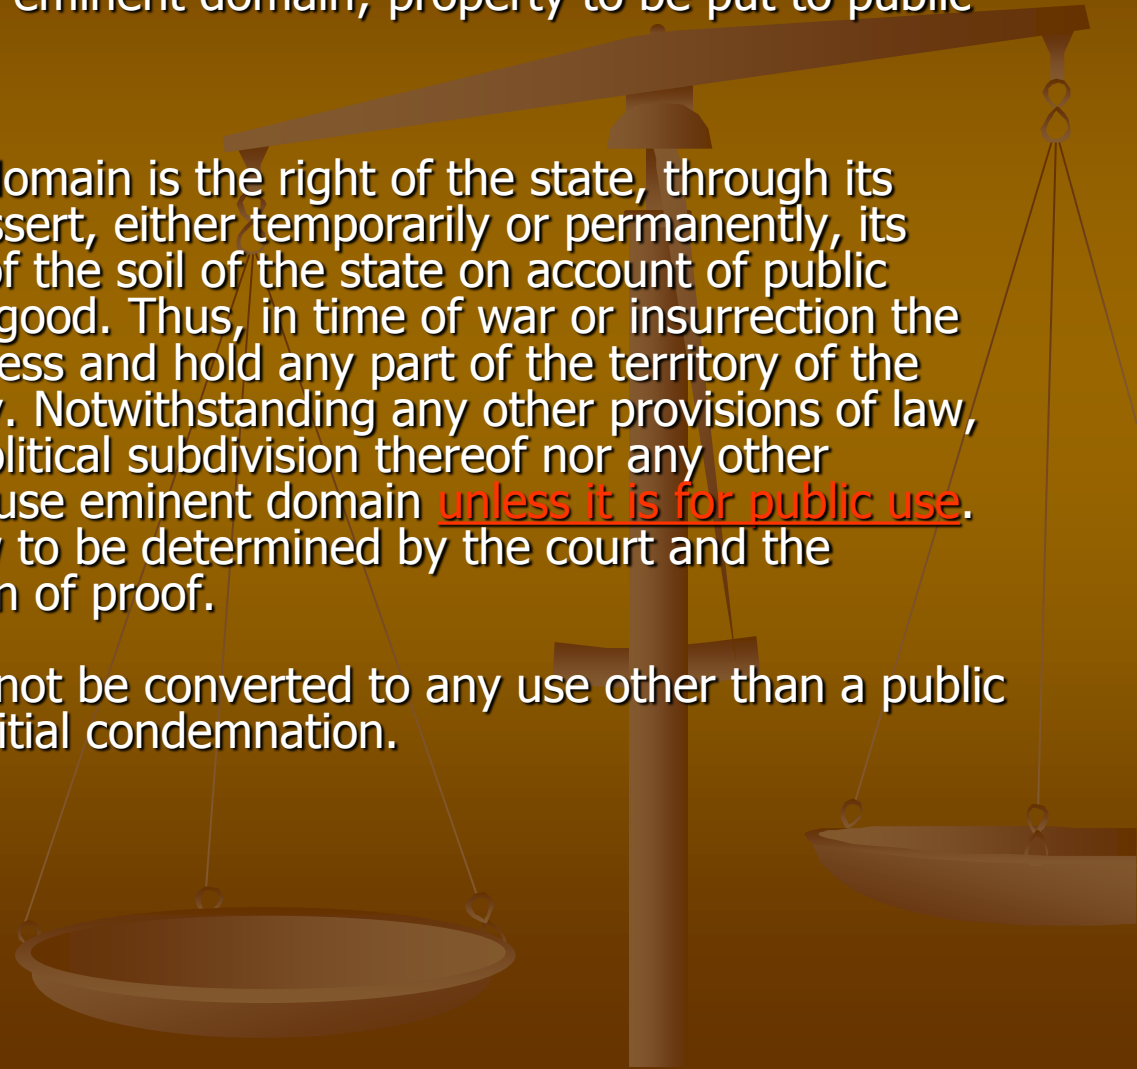 eminent domain, property to be put to public
domain is the right of the state, through its
ssert, either temporarily or permanently, its
of the soil of the state on account of public
good. Thus, in time of war or insurrection the
ess and hold any part of the territory of the
y. Notwithstanding any other provisions of law,
olitical subdivision thereof nor any other
use eminent domain unless it is for public use.
to be determined by the court and the
n of proof.
not be converted to any use other than a public
itial condemnation.